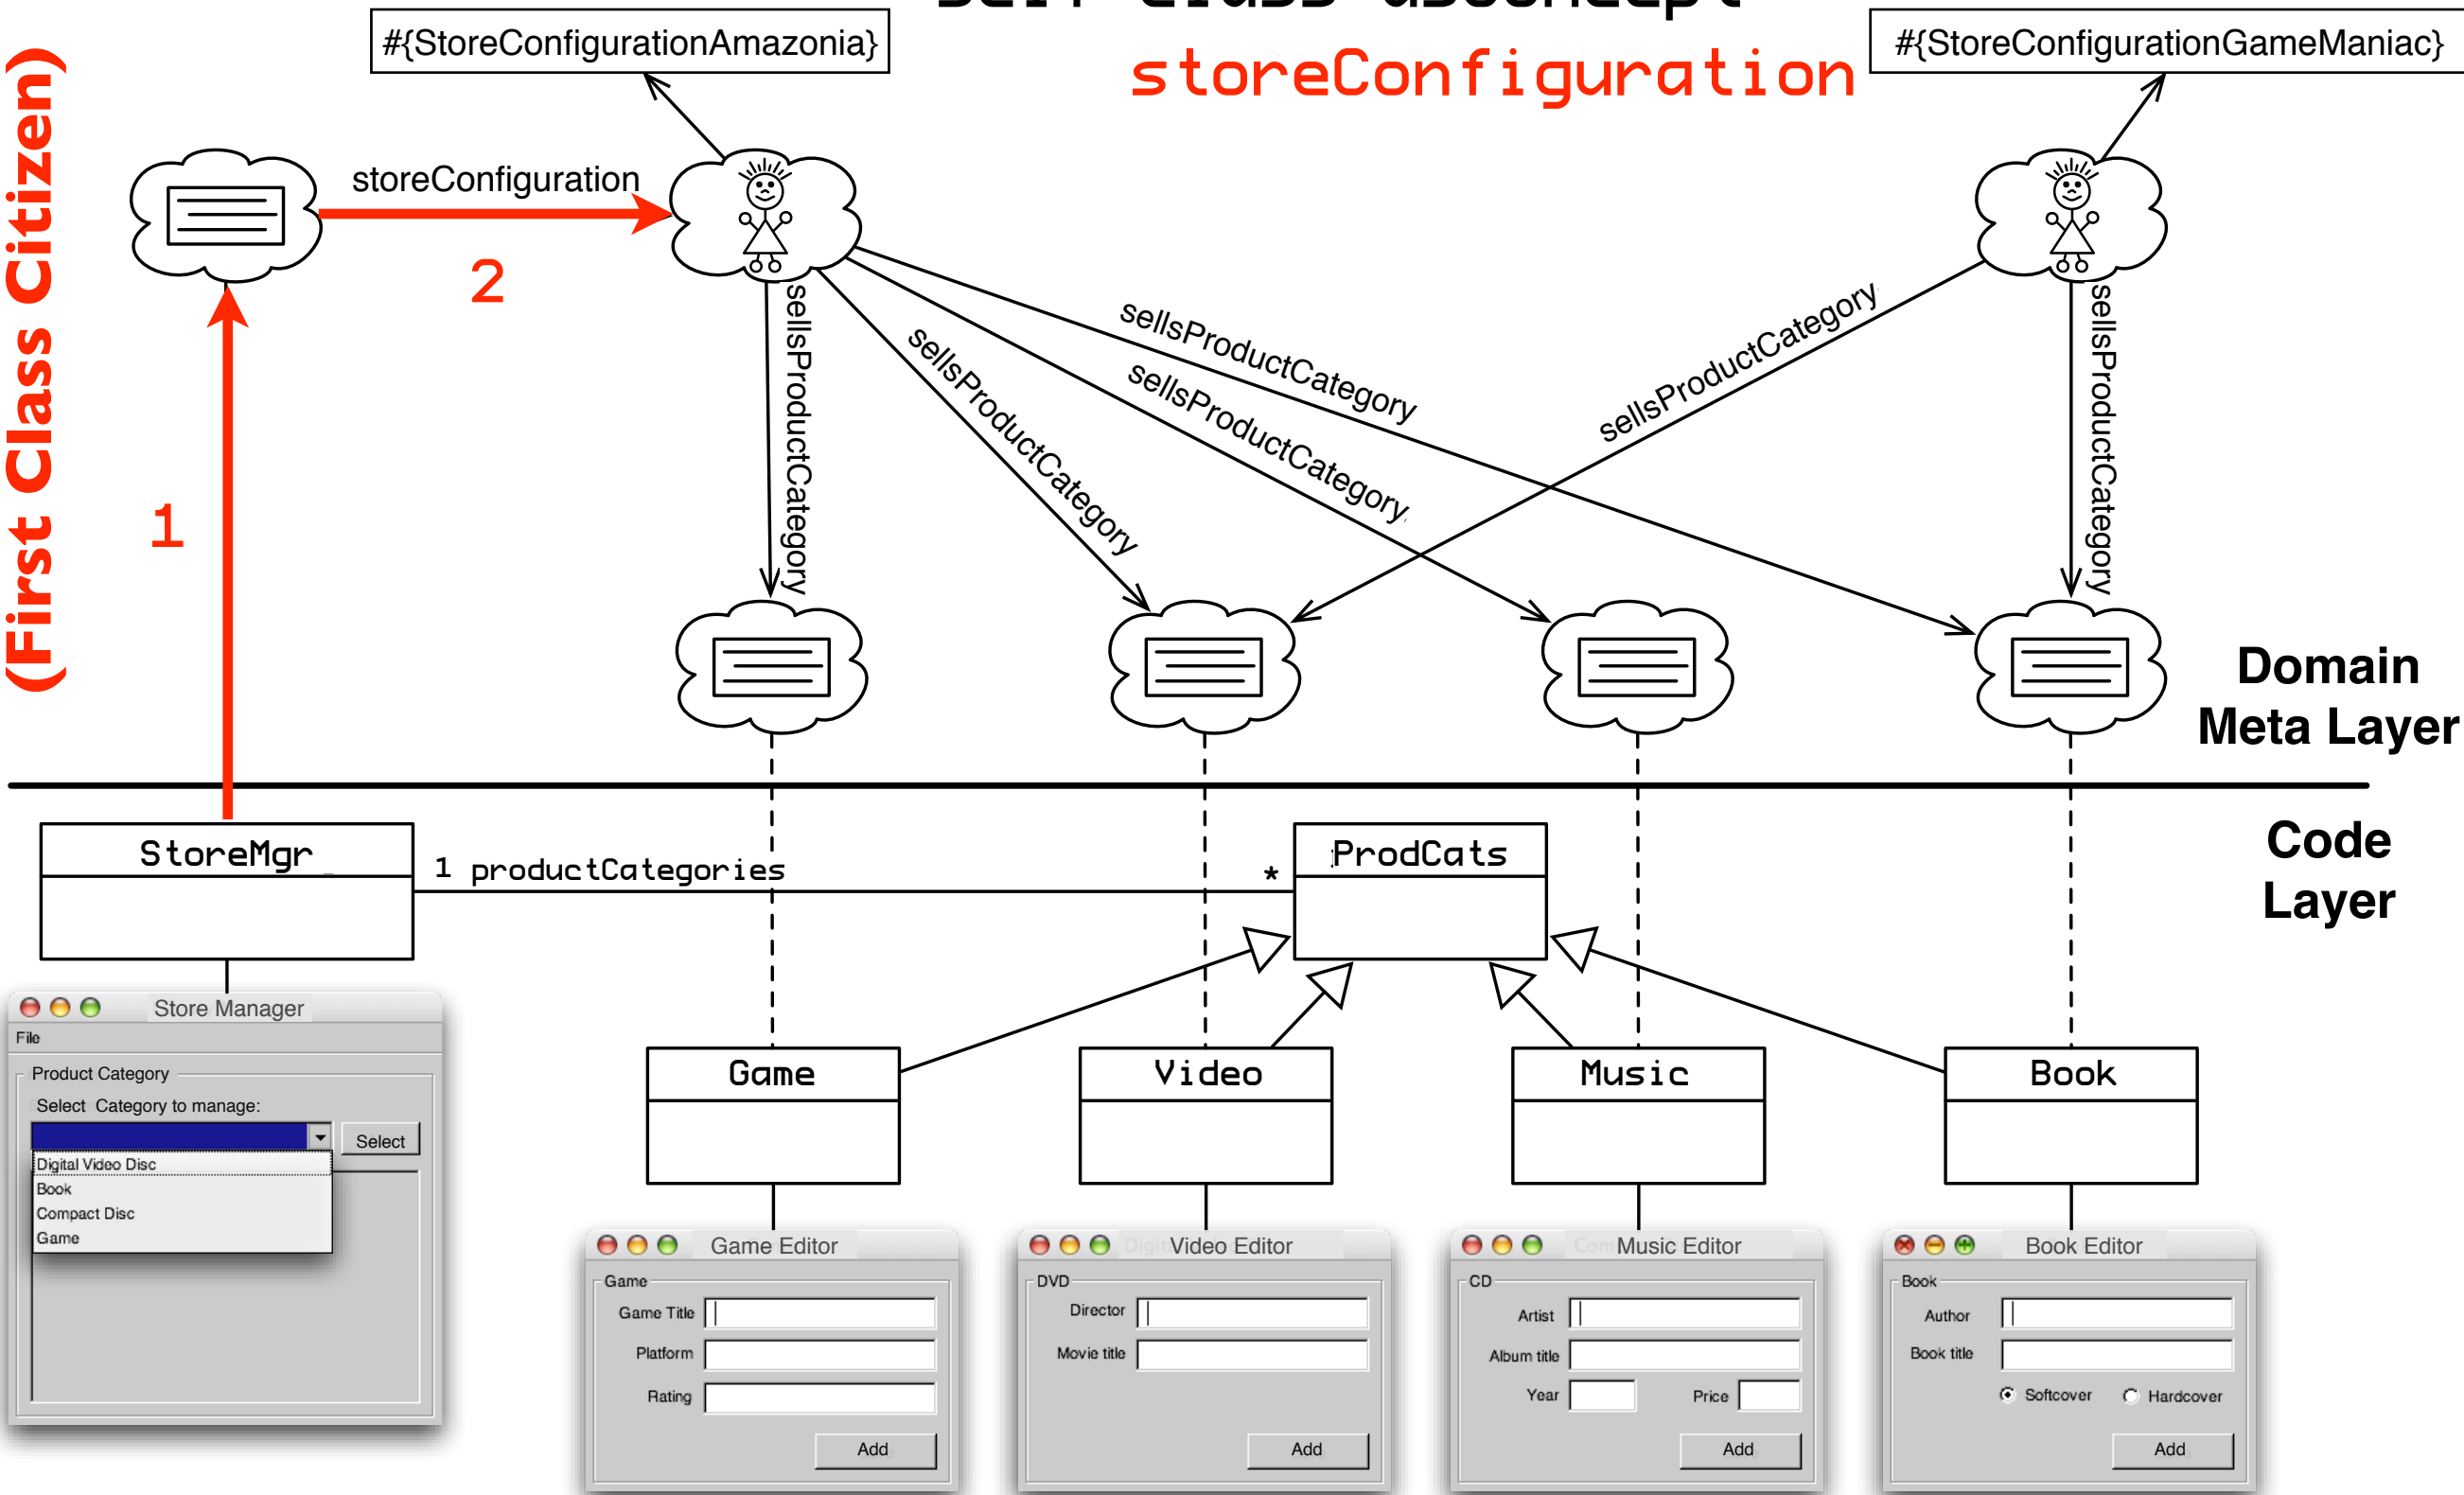 self class asConcept
#{StoreConfigurationAmazonia}
storeConfiguration
#{StoreConfigurationGameManiac}
(First Class Citizen)
storeConfiguration
1
2
sellsProductCategory
sellsProductCategory
sellsProductCategory
sellsProductCategory
sellsProductCategory
sellsProductCategory
Domain
Meta Layer
Code
Layer
StoreMgr
1 productCategories
*
ProdCats
Game
Video
Music
Book
Store Manager
File
Product Category
Select Category to manage:
Select
Digital Video Disc
Book
Compact Disc
Game
Game Editor
Game
Game Title
Platform
Rating
Add
Video Editor
DVD
Director
Movie title
Add
Music Editor
CD
Artist
Album title
Year
Price
Add
Book Editor
Book
Author
Book title
Softcover
Hardcover
Add